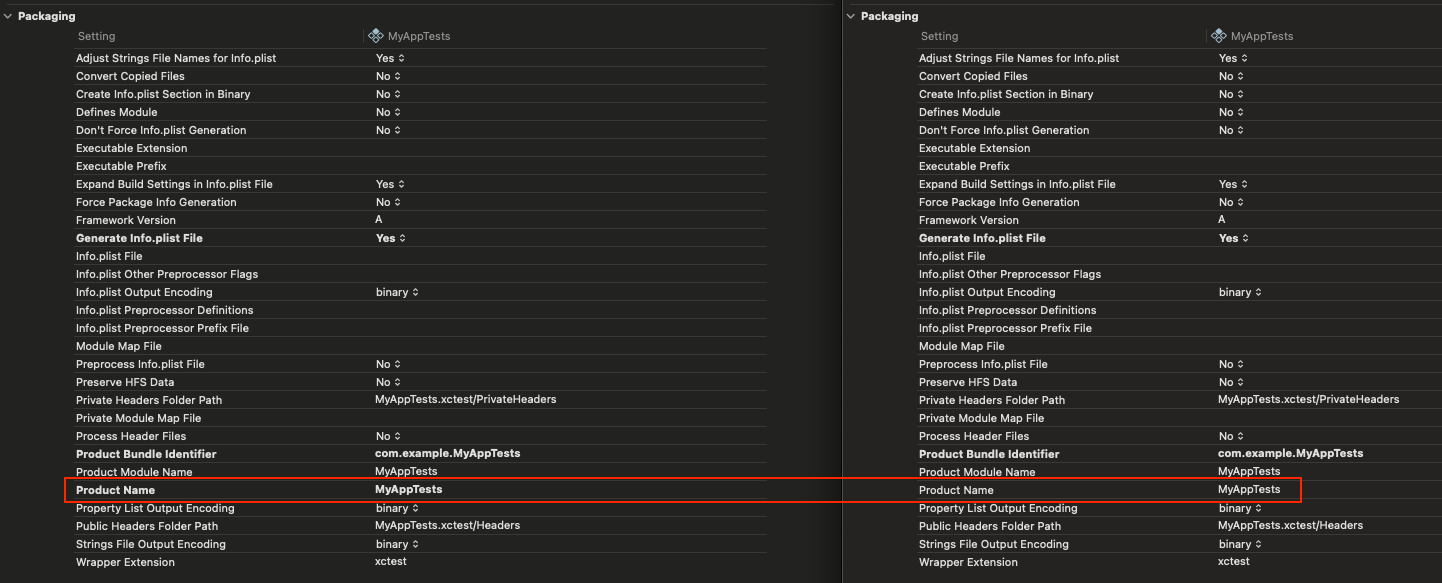 Packaging
Setting MyAppTests
Adjust Strings File Names for Info.plist Yes
Convert Copied Files No
Create Info.plist Section in Binary No
Defines Module No
Don't Force Info.plist Generation No
Executable Extension
Executable Prefix
Expand Build Settings in Info.plist File Yes
Force Package Info Generation No
Framework Version A
Generate Info.plist File Yes
Info.plist File
Info.plist Other Preprocessor Flags
Info.plist Output Encoding binary
Info.plist Preprocessor Definitions
Info.plist Preprocessor Prefix File
Module Map File
Preprocess Info.plist File No
Preserve HFS Data No
Private Headers Folder Path MyAppTests.xctest/PrivateHeaders
Private Module Map File
Process Header Files No
Product Bundle Identifier com.example.MyAppTests
Product Module Name MyAppTests
Product Name MyAppTests
Property List Output Encoding binary
Public Headers Folder Path MyAppTests.xctest/Headers
Strings File Output Encoding binary
Wrapper Extension xctest
Packaging
Setting MyAppTests
Adjust Strings File Names for Info.plist Yes
Convert Copied Files No
Create Info.plist Section in Binary No
Defines Module No
Don't Force Info.plist Generation No
Executable Extension
Executable Prefix
Expand Build Settings in Info.plist File Yes
Force Package Info Generation No
Framework Version A
Generate Info.plist File Yes
Info.plist File
Info.plist Other Preprocessor Flags
Info.plist Output Encoding binary
Info.plist Preprocessor Definitions
Info.plist Preprocessor Prefix File
Module Map File
Preprocess Info.plist File No
Preserve HFS Data No
Private Headers Folder Path MyAppTests.xctest/PrivateHeaders
Private Module Map File
Process Header Files No
Product Bundle Identifier com.example.MyAppTests
Product Module Name MyAppTests
Product Name MyAppTests
Property List Output Encoding binary
Public Headers Folder Path MyAppTests.xctest/Headers
Strings File Output Encoding binary
Wrapper Extension xctest